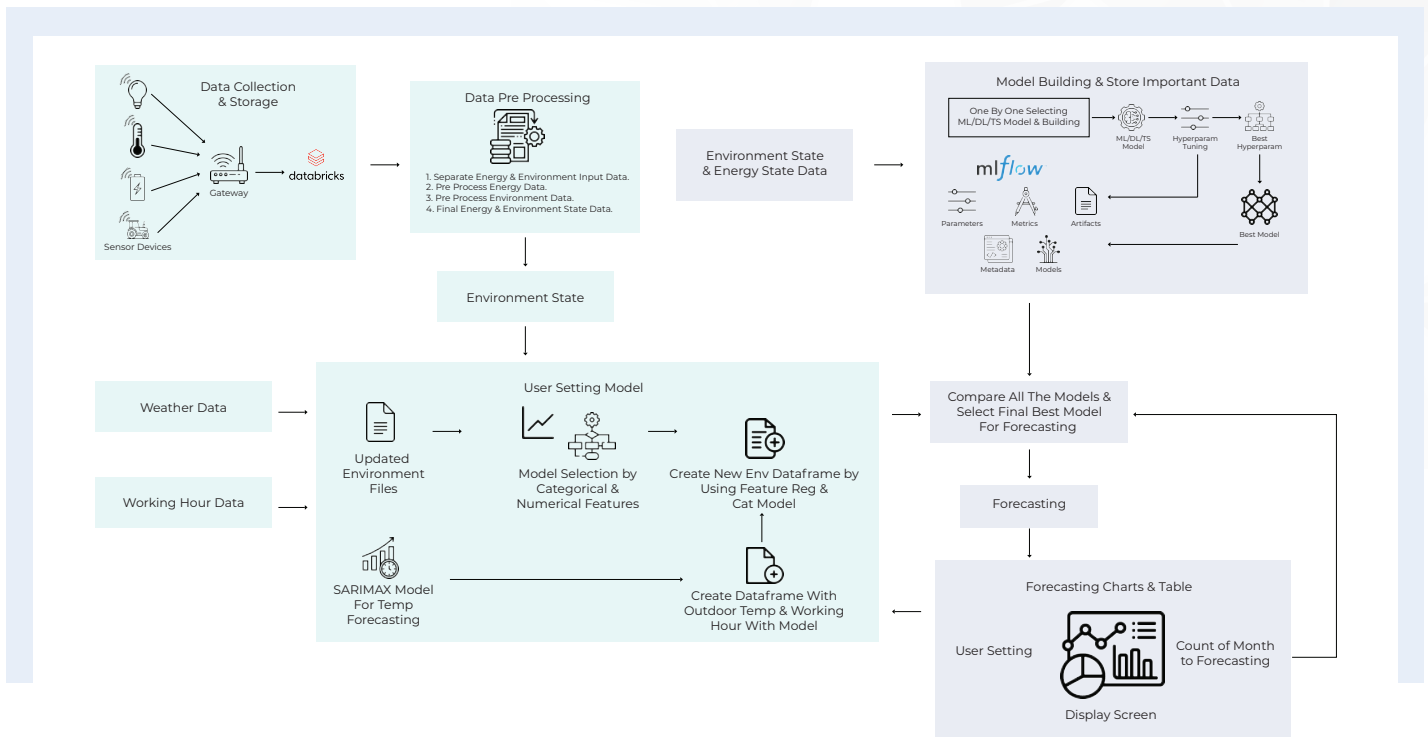 Data Collection
& Storage
Gateway
databricks
Sensor Devices
Data Pre Processing
1. Separate Energy & Environment Input Data.
2. Pre Process Energy Data.
3. Pre Process Environment Data.
4. Final Energy & Environment State Data.
Environment State
& Energy State Data
Model Building & Store Important Data
One By One Selecting
ML/DL/TS Model & Building
ML/DL/TS
Model
Hyperparam
Tuning
Best
Hyperparam
mlflow
Parameters
Metrics
Artifacts
Best Model
Metadata
Models
Environment State
Weather Data
Working Hour Data
User Setting Model
Updated
Environment
Files
Model Selection by
Categorical &
Numerical Features
Create New Env Dataframe by
Using Feature Reg &
Cat Model
SARIMAX Model
For Temp
Forecasting
Create Dataframe With
Outdoor Temp & Working
Hour With Model
Compare All The Models &
Select Final Best Model
For Forecasting
Forecasting
Forecasting Charts & Table
User Setting
Count of Month
to Forecasting
Display Screen